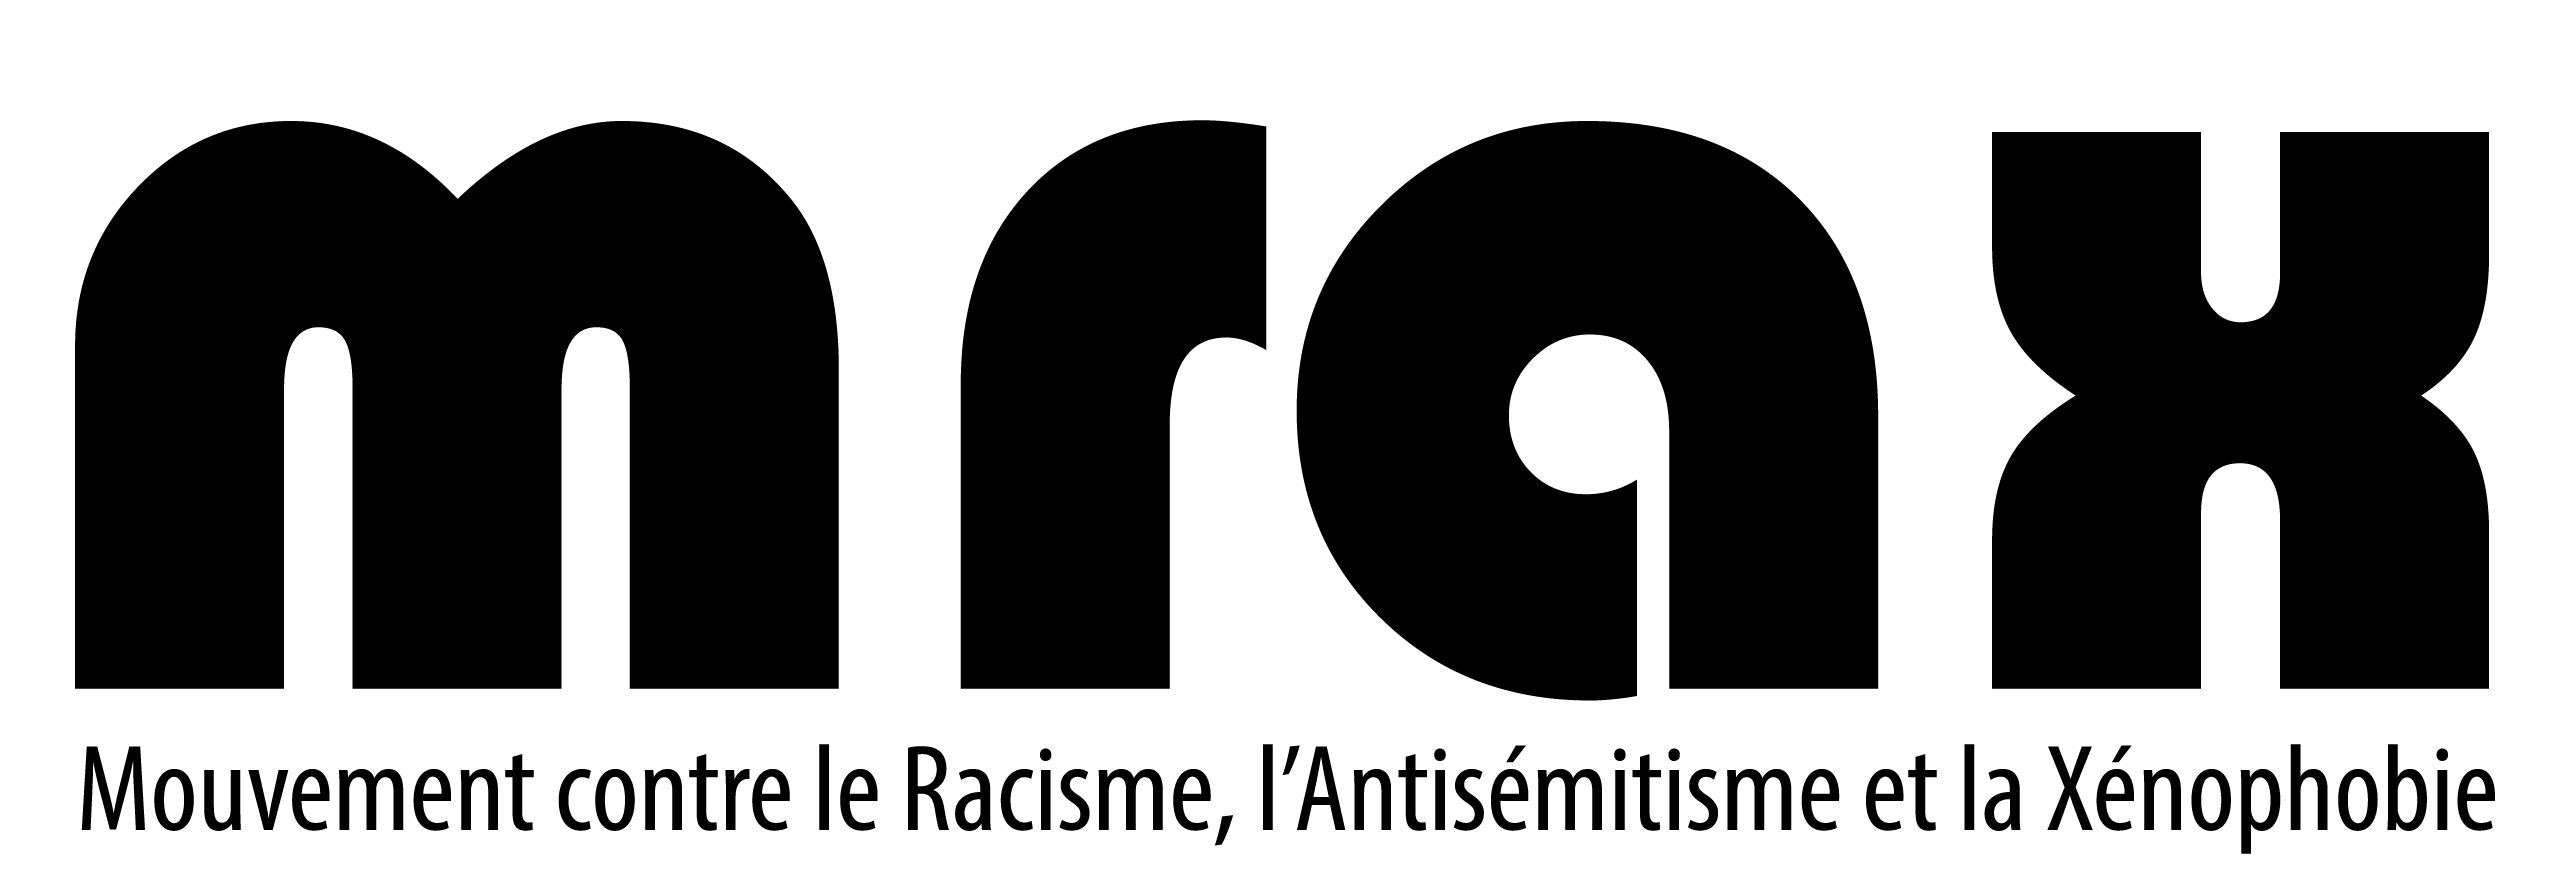 mrax
Mouvement contre le Racisme, l’Antisémitisme et la Xénophobie